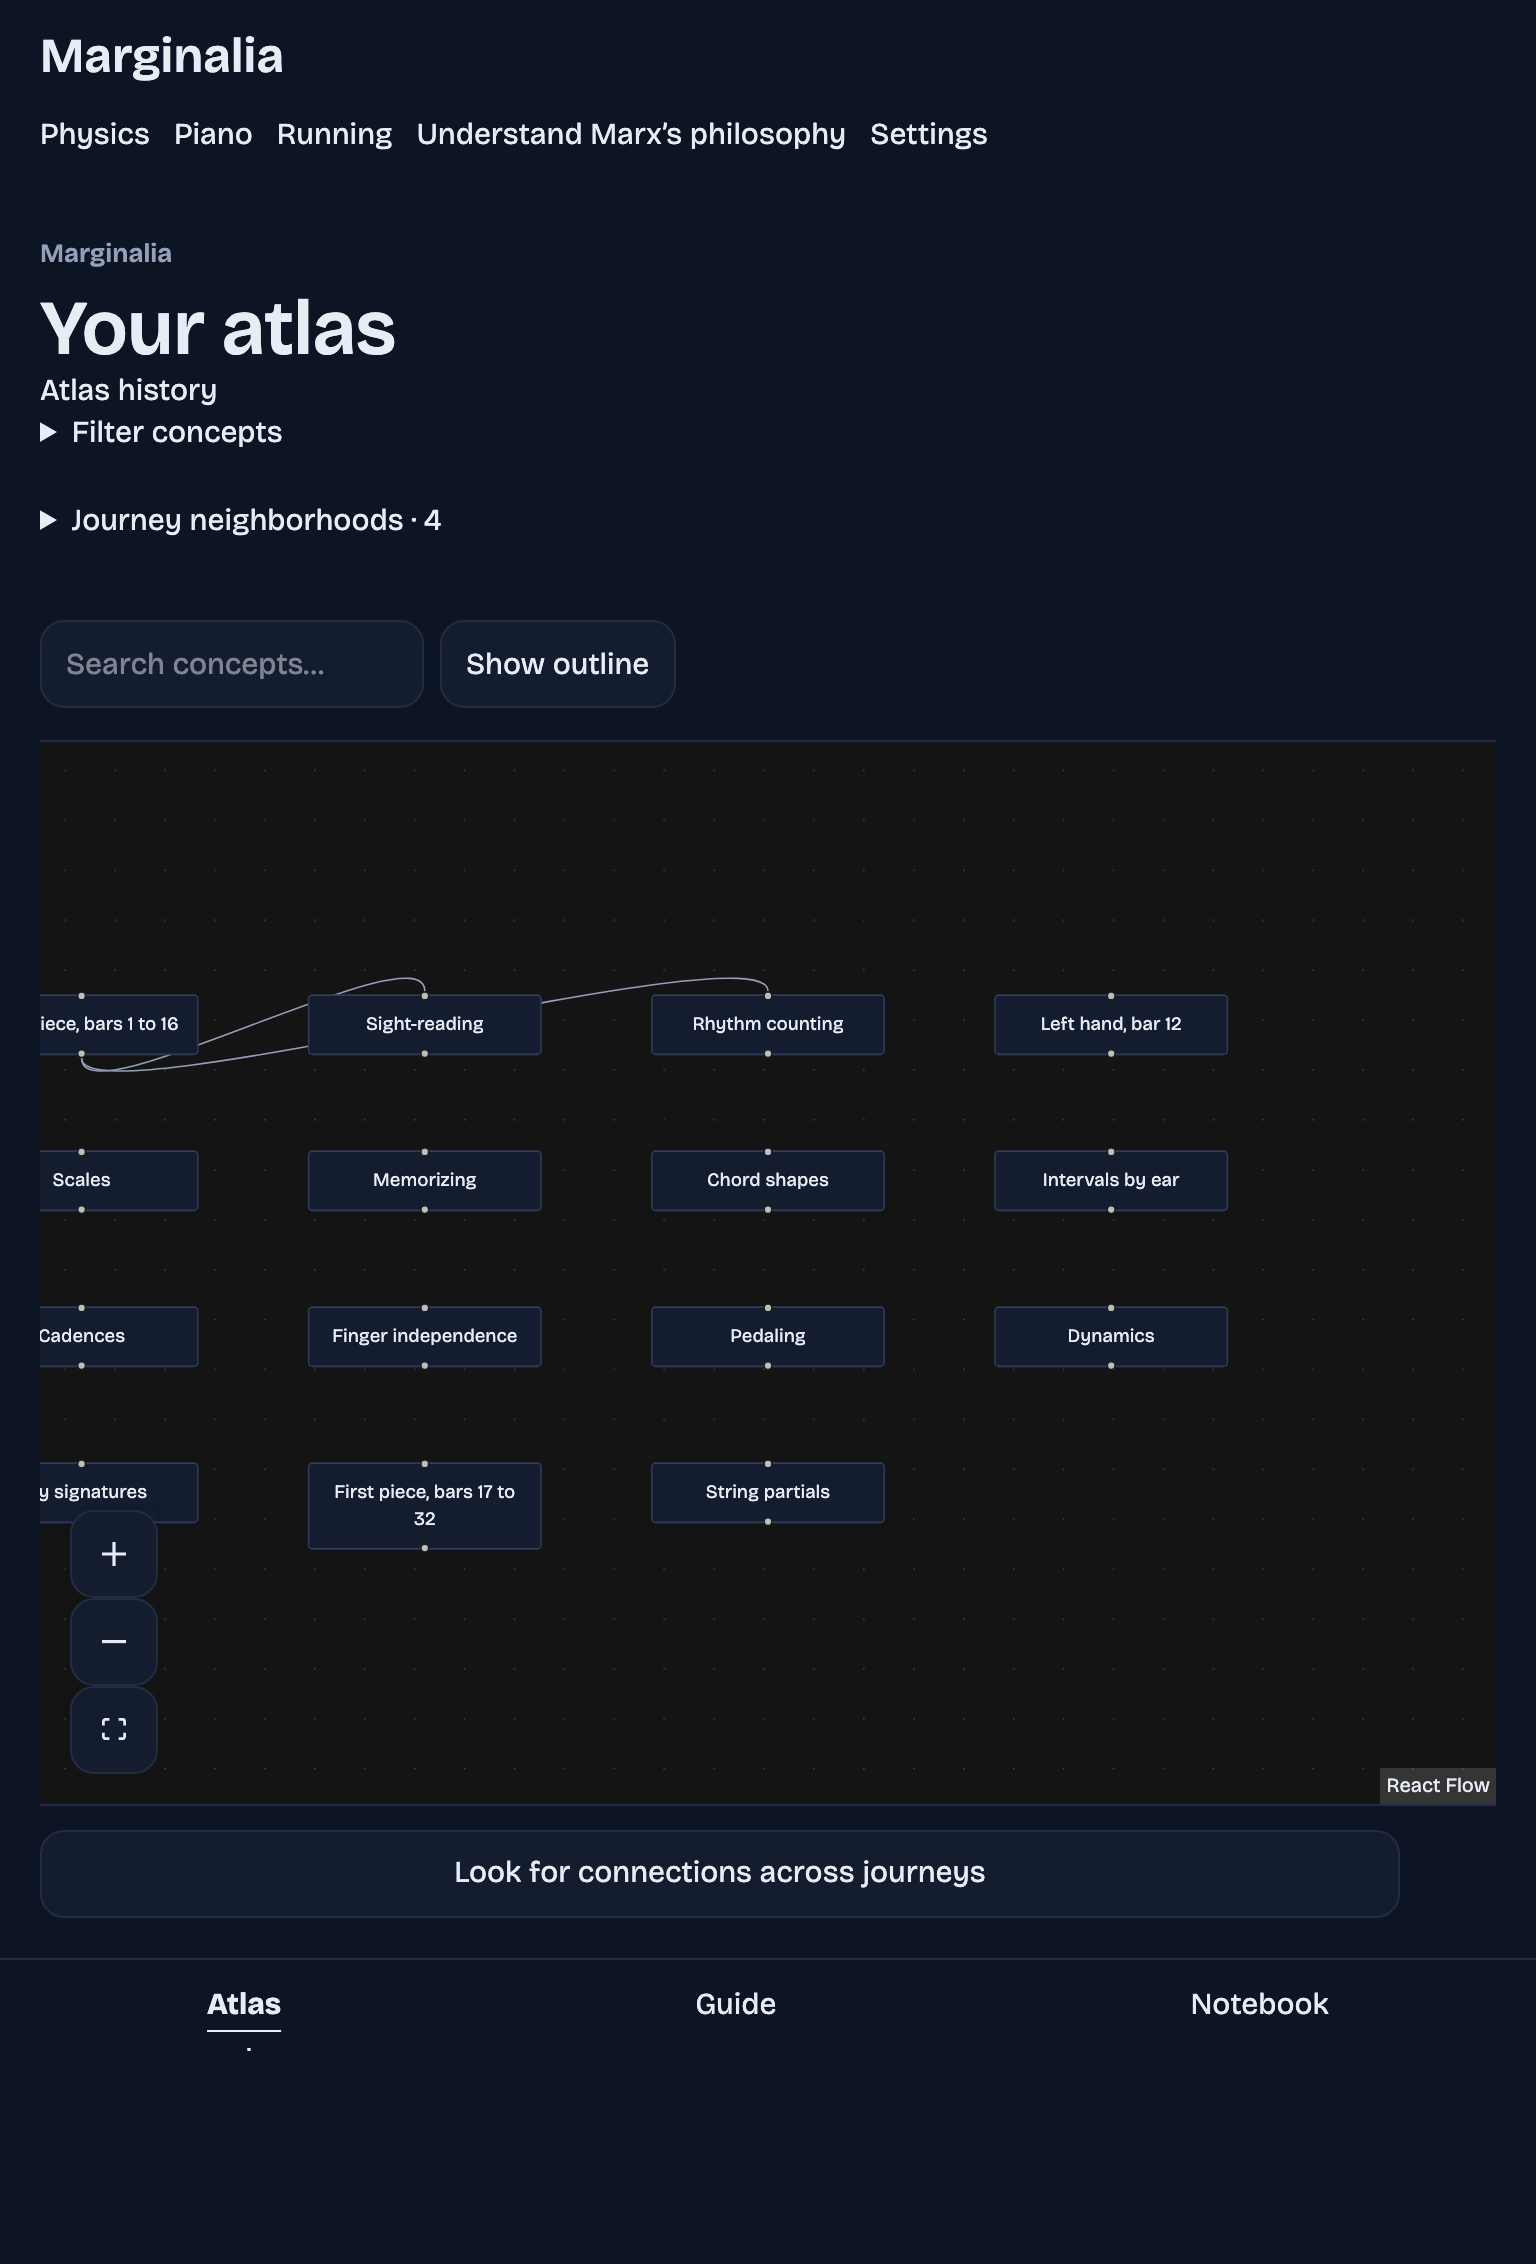 Marginalia
Physics Piano Running Understand Marx’s philosophy Settings
Marginalia
Your atlas
Atlas history
Filter concepts
Journey neighborhoods · 4
Search concepts...
Show outline
iece, bars 1 to 16
Sight-reading
Rhythm counting
Left hand, bar 12
Scales
Memorizing
Chord shapes
Intervals by ear
Cadences
Finger independence
Pedaling
Dynamics
y signatures
First piece, bars 17 to
32
String partials
React Flow
Look for connections across journeys
Atlas
Guide
Notebook